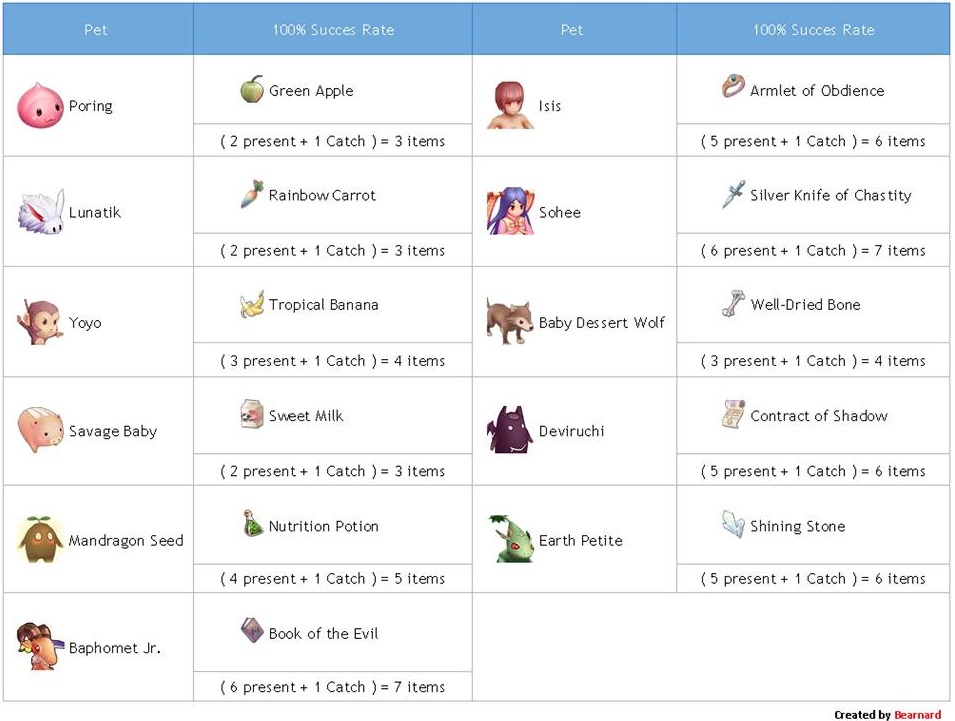 Pet 100% Succes Rate Pet 100% Succes Rate
Poring
Green Apple
( 2 present + 1 Catch ) = 3 items
Isis
Armlet of Obdience
( 5 present + 1 Catch ) = 6 items
Lunatik
Rainbow Carrot
( 2 present + 1 Catch ) = 3 items
Sohee
Silver Knife of Chastity
( 6 present + 1 Catch ) = 7 items
Yoyo
Tropical Banana
( 3 present + 1 Catch ) = 4 items
Baby Dessert Wolf
Well-Dried Bone
( 3 present + 1 Catch ) = 4 items
Savage Baby
Sweet Milk
( 2 present + 1 Catch ) = 3 items
Deviruchi
Contract of Shadow
( 5 present + 1 Catch ) = 6 items
Mandragon Seed
Nutrition Potion
( 4 present + 1 Catch ) = 5 items
Earth Petite
Shining Stone
( 5 present + 1 Catch ) = 6 items
Baphomet Jr.
Book of the Evil
( 6 present + 1 Catch ) = 7 items
Created by Bearnard